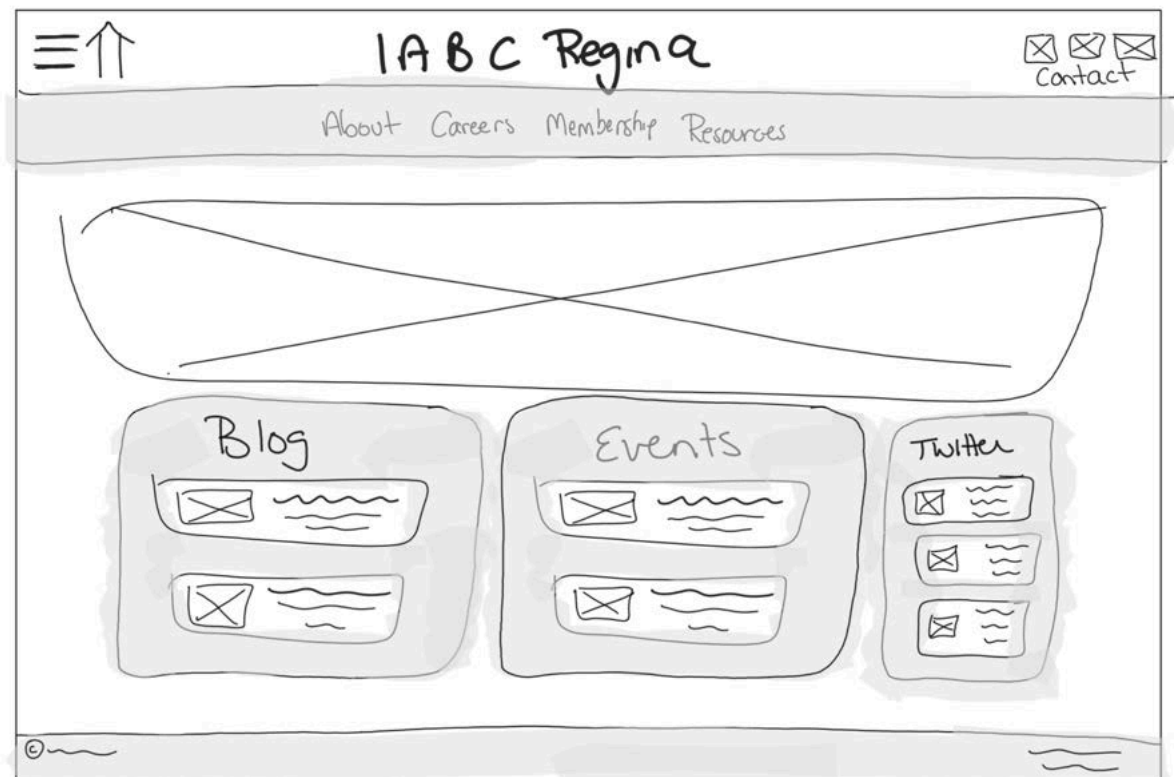 IABC Regina
Contact
About Careers Membership Resources
Blog
Events
Twitter
©